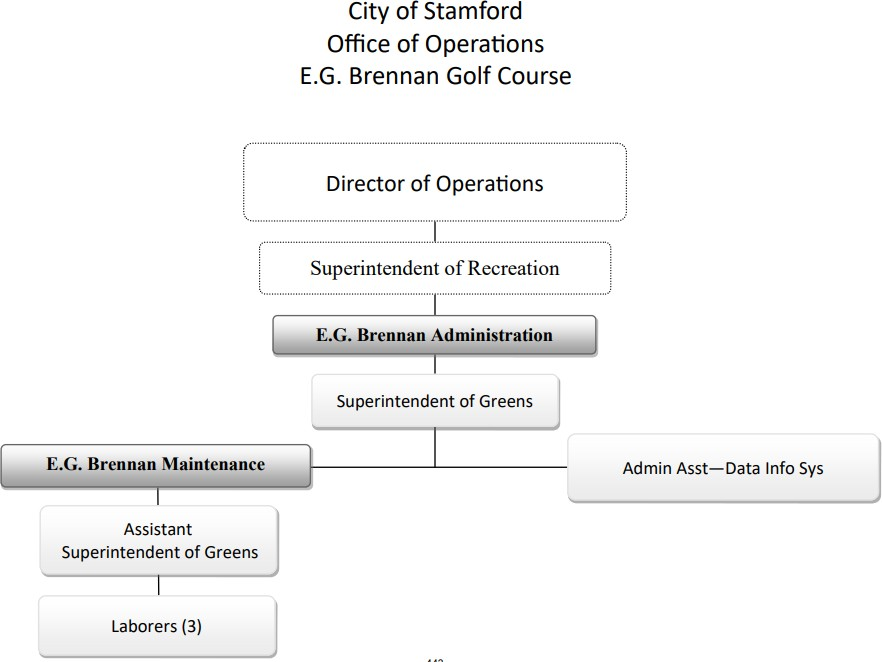 City of Stamford
Office of Operations
E.G. Brennan Golf Course
Director of Operations
Superintendent of Recreation
E.G. Brennan Administration
Superintendent of Greens
E.G. Brennan Maintenance
Admin Asst—Data Info Sys
Assistant
Superintendent of Greens
Laborers (3)